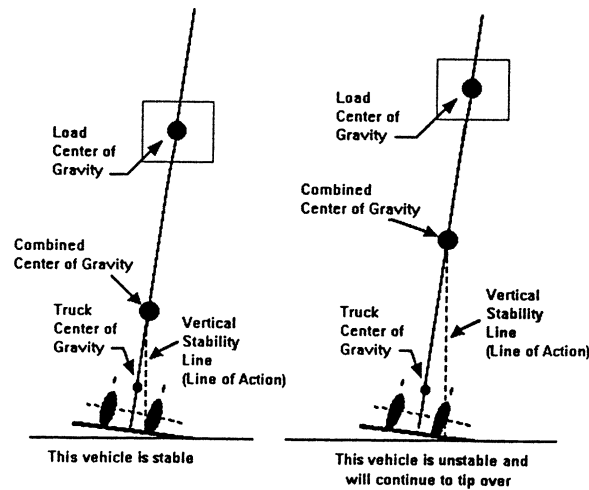 Load
Center of
Gravity
Combined
Center of Gravity
Truck
Center of
Gravity
Vertical
Stability
Line
(Line of Action)
This vehicle is stable
Load
Center of
Gravity
Combined
Center of Gravity
Truck
Center of
Gravity
Vertical
Stability
Line
(Line of Action)
This vehicle is unstable and
will continue to tip over